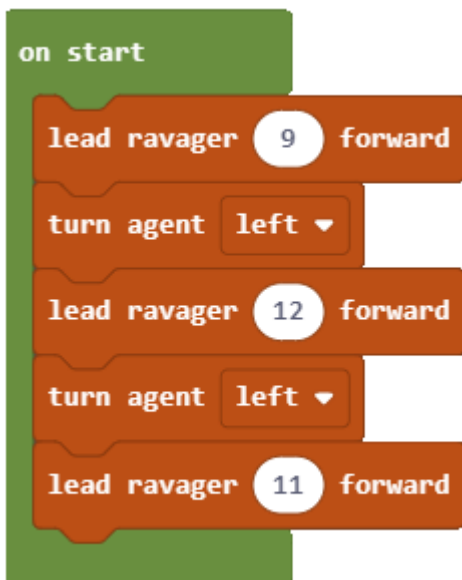 on start
lead ravager 9 forward
turn agent left
lead ravager 12 forward
turn agent left
lead ravager 11 forward